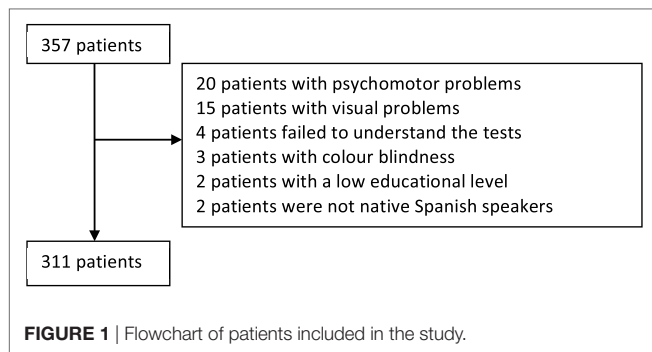 357 patients
20 patients with psychomotor problems
15 patients with visual problems
4 patients failed to understand the tests
3 patients with colour blindness
2 patients with a low educational level
2 patients were not native Spanish speakers
311 patients
FIGURE 1 | Flowchart of patients included in the study.